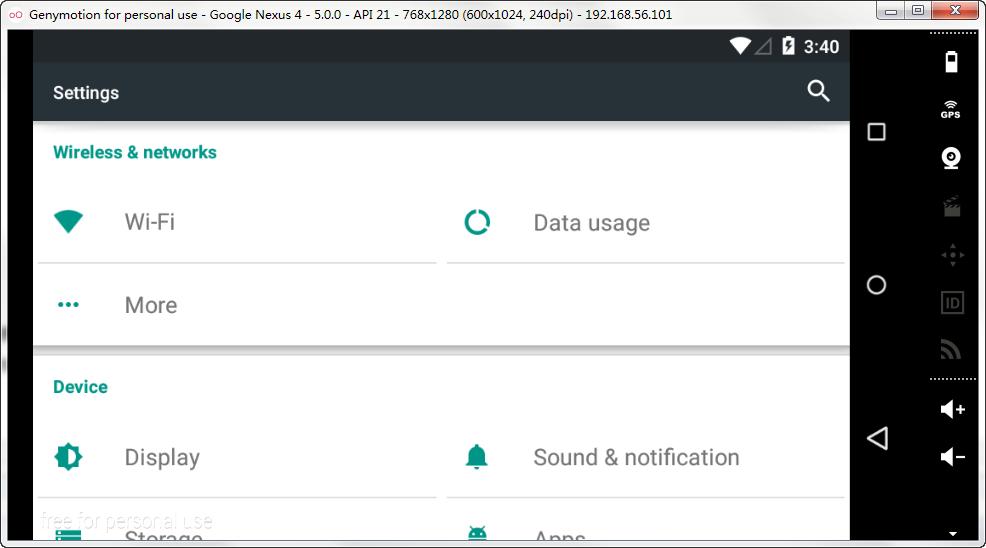 Genymotion for personal use - Google Nexus 4 - 5.0.0 - API 21 - 768x1280 (600x1024, 240dpi) - 192.168.56.101
3:40
Settings
GPS
Wireless & networks
Wi-Fi
Data usage
More
ID
Device
Display
Sound & notification
free for personal use
Storage
Apps